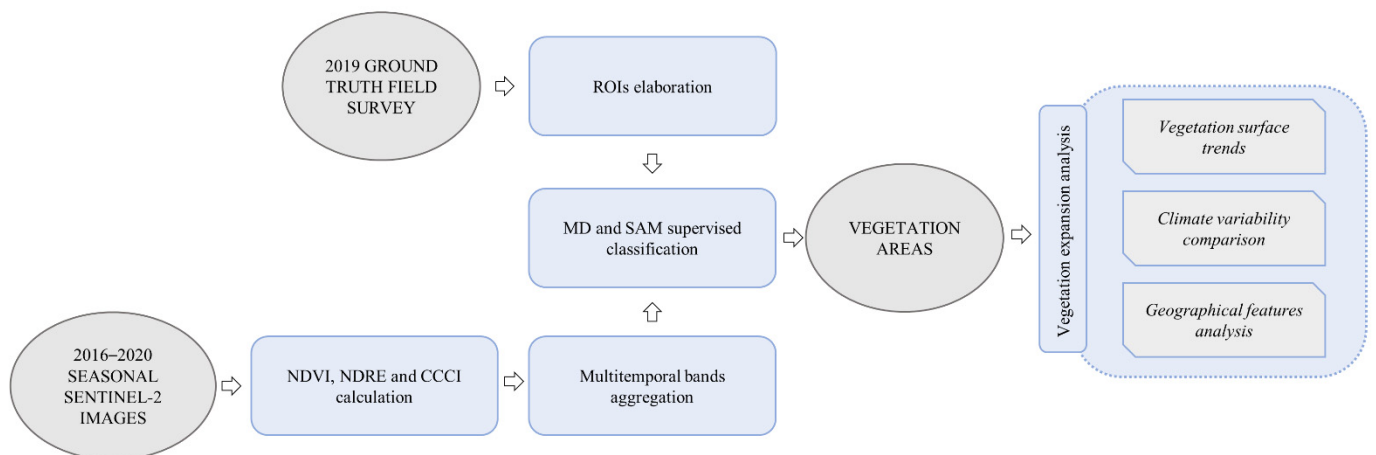 2019 GROUND
TRUTH FIELD
SURVEY
ROIs elaboration
MD and SAM supervised
classification
2016–2020
SEASONAL
SENTINEL-2
IMAGES
NDVI, NDRE and CCCI
calculation
Multitemporal bands
aggregation
VEGETATION
AREAS
Vegetation expansion analysis
Vegetation surface
trends
Climate variability
comparison
Geographical features
analysis